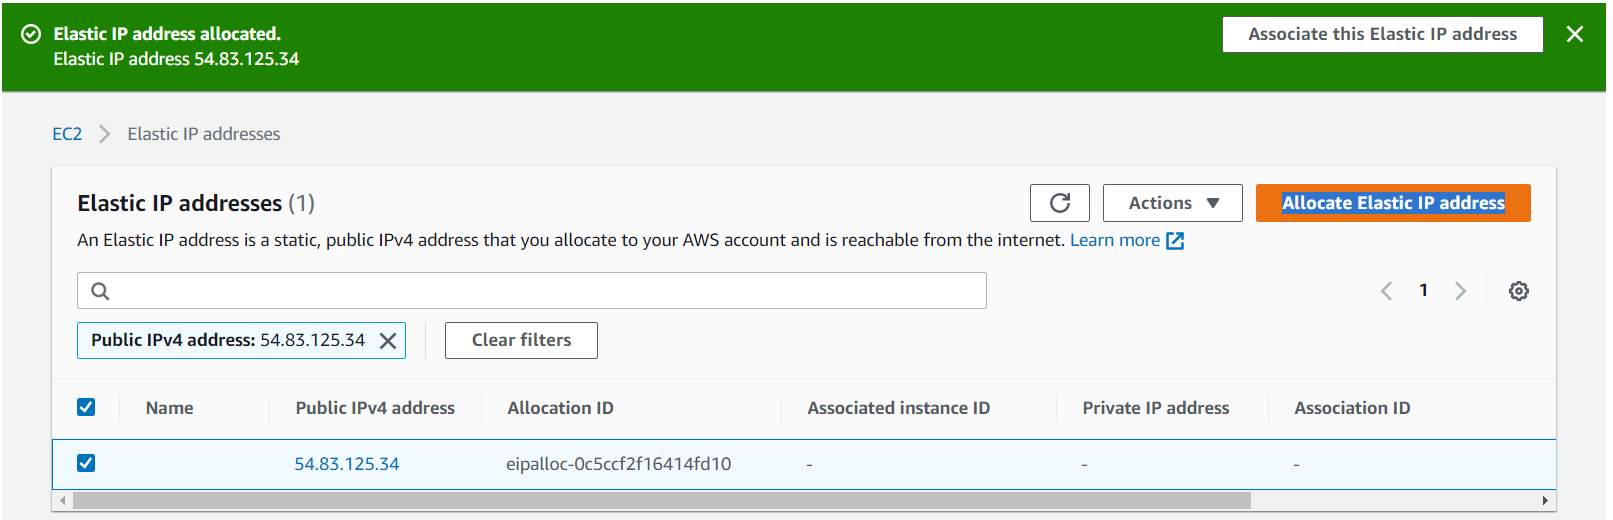 Elastic IP address allocated.
Elastic IP address 54.83.125.34
Associate this Elastic IP address
EC2
Elastic IP addresses
Elastic IP addresses (1)
Actions
Allocate Elastic IP address
An Elastic IP address is a static, public IPv4 address that you allocate to your AWS account and is reachable from the internet. Learn more
1
Public IPv4 address: 54.83.125.34
Clear filters
Name Public IPv4 address Allocation ID Associated instance ID Private IP address Association ID
54.83.125.34 eipalloc-0c5ccf2f16414fd10 - - -